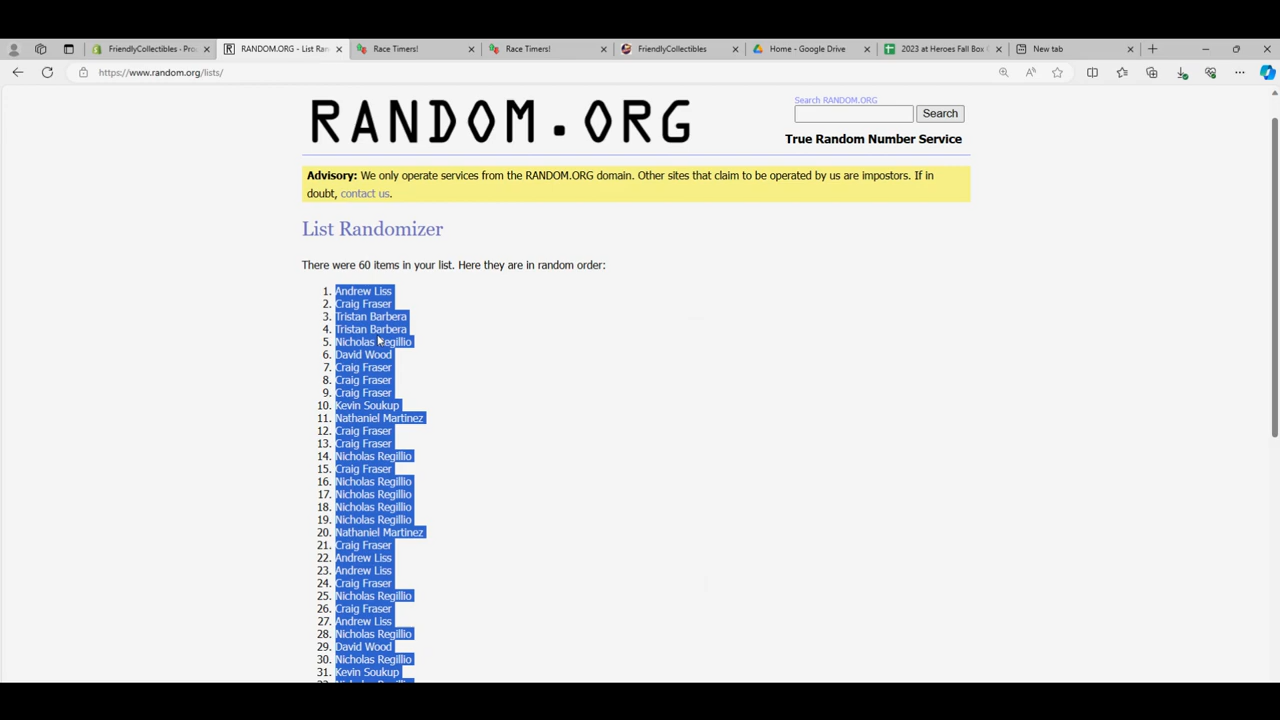 FriendlyCollectibles - Pro
RANDOM.ORG - List Ran
Race Timers!
Race Timers!
FriendlyCollectibles
Home - Google Drive
2023 at Heroes Fall Box
New tab
https://www.random.org/lists/
RANDOM.ORG
Search RANDOM.ORG
Search
True Random Number Service
Advisory: We only operate services from the RANDOM.ORG domain. Other sites that claim to be operated by us are impostors. If in
doubt, contact us.
List Randomizer
There were 60 items in your list. Here they are in random order:
1. Andrew Liss
2. Craig Fraser
3. Tristan Barbera
4. Tristan Barbera
5. Nicholas Regillio
6. David Wood
7. Craig Fraser
8. Craig Fraser
9. Craig Fraser
10. Kevin Soukup
11. Nathaniel Martinez
12. Craig Fraser
13. Craig Fraser
14. Nicholas Regillio
15. Craig Fraser
16. Nicholas Regillio
17. Nicholas Regillio
18. Nicholas Regillio
19. Nicholas Regillio
20. Nathaniel Martinez
21. Craig Fraser
22. Andrew Liss
23. Andrew Liss
24. Craig Fraser
25. Nicholas Regillio
26. Craig Fraser
27. Andrew Liss
28. Nicholas Regillio
29. David Wood
30. Nicholas Regillio
31. Kevin Soukup